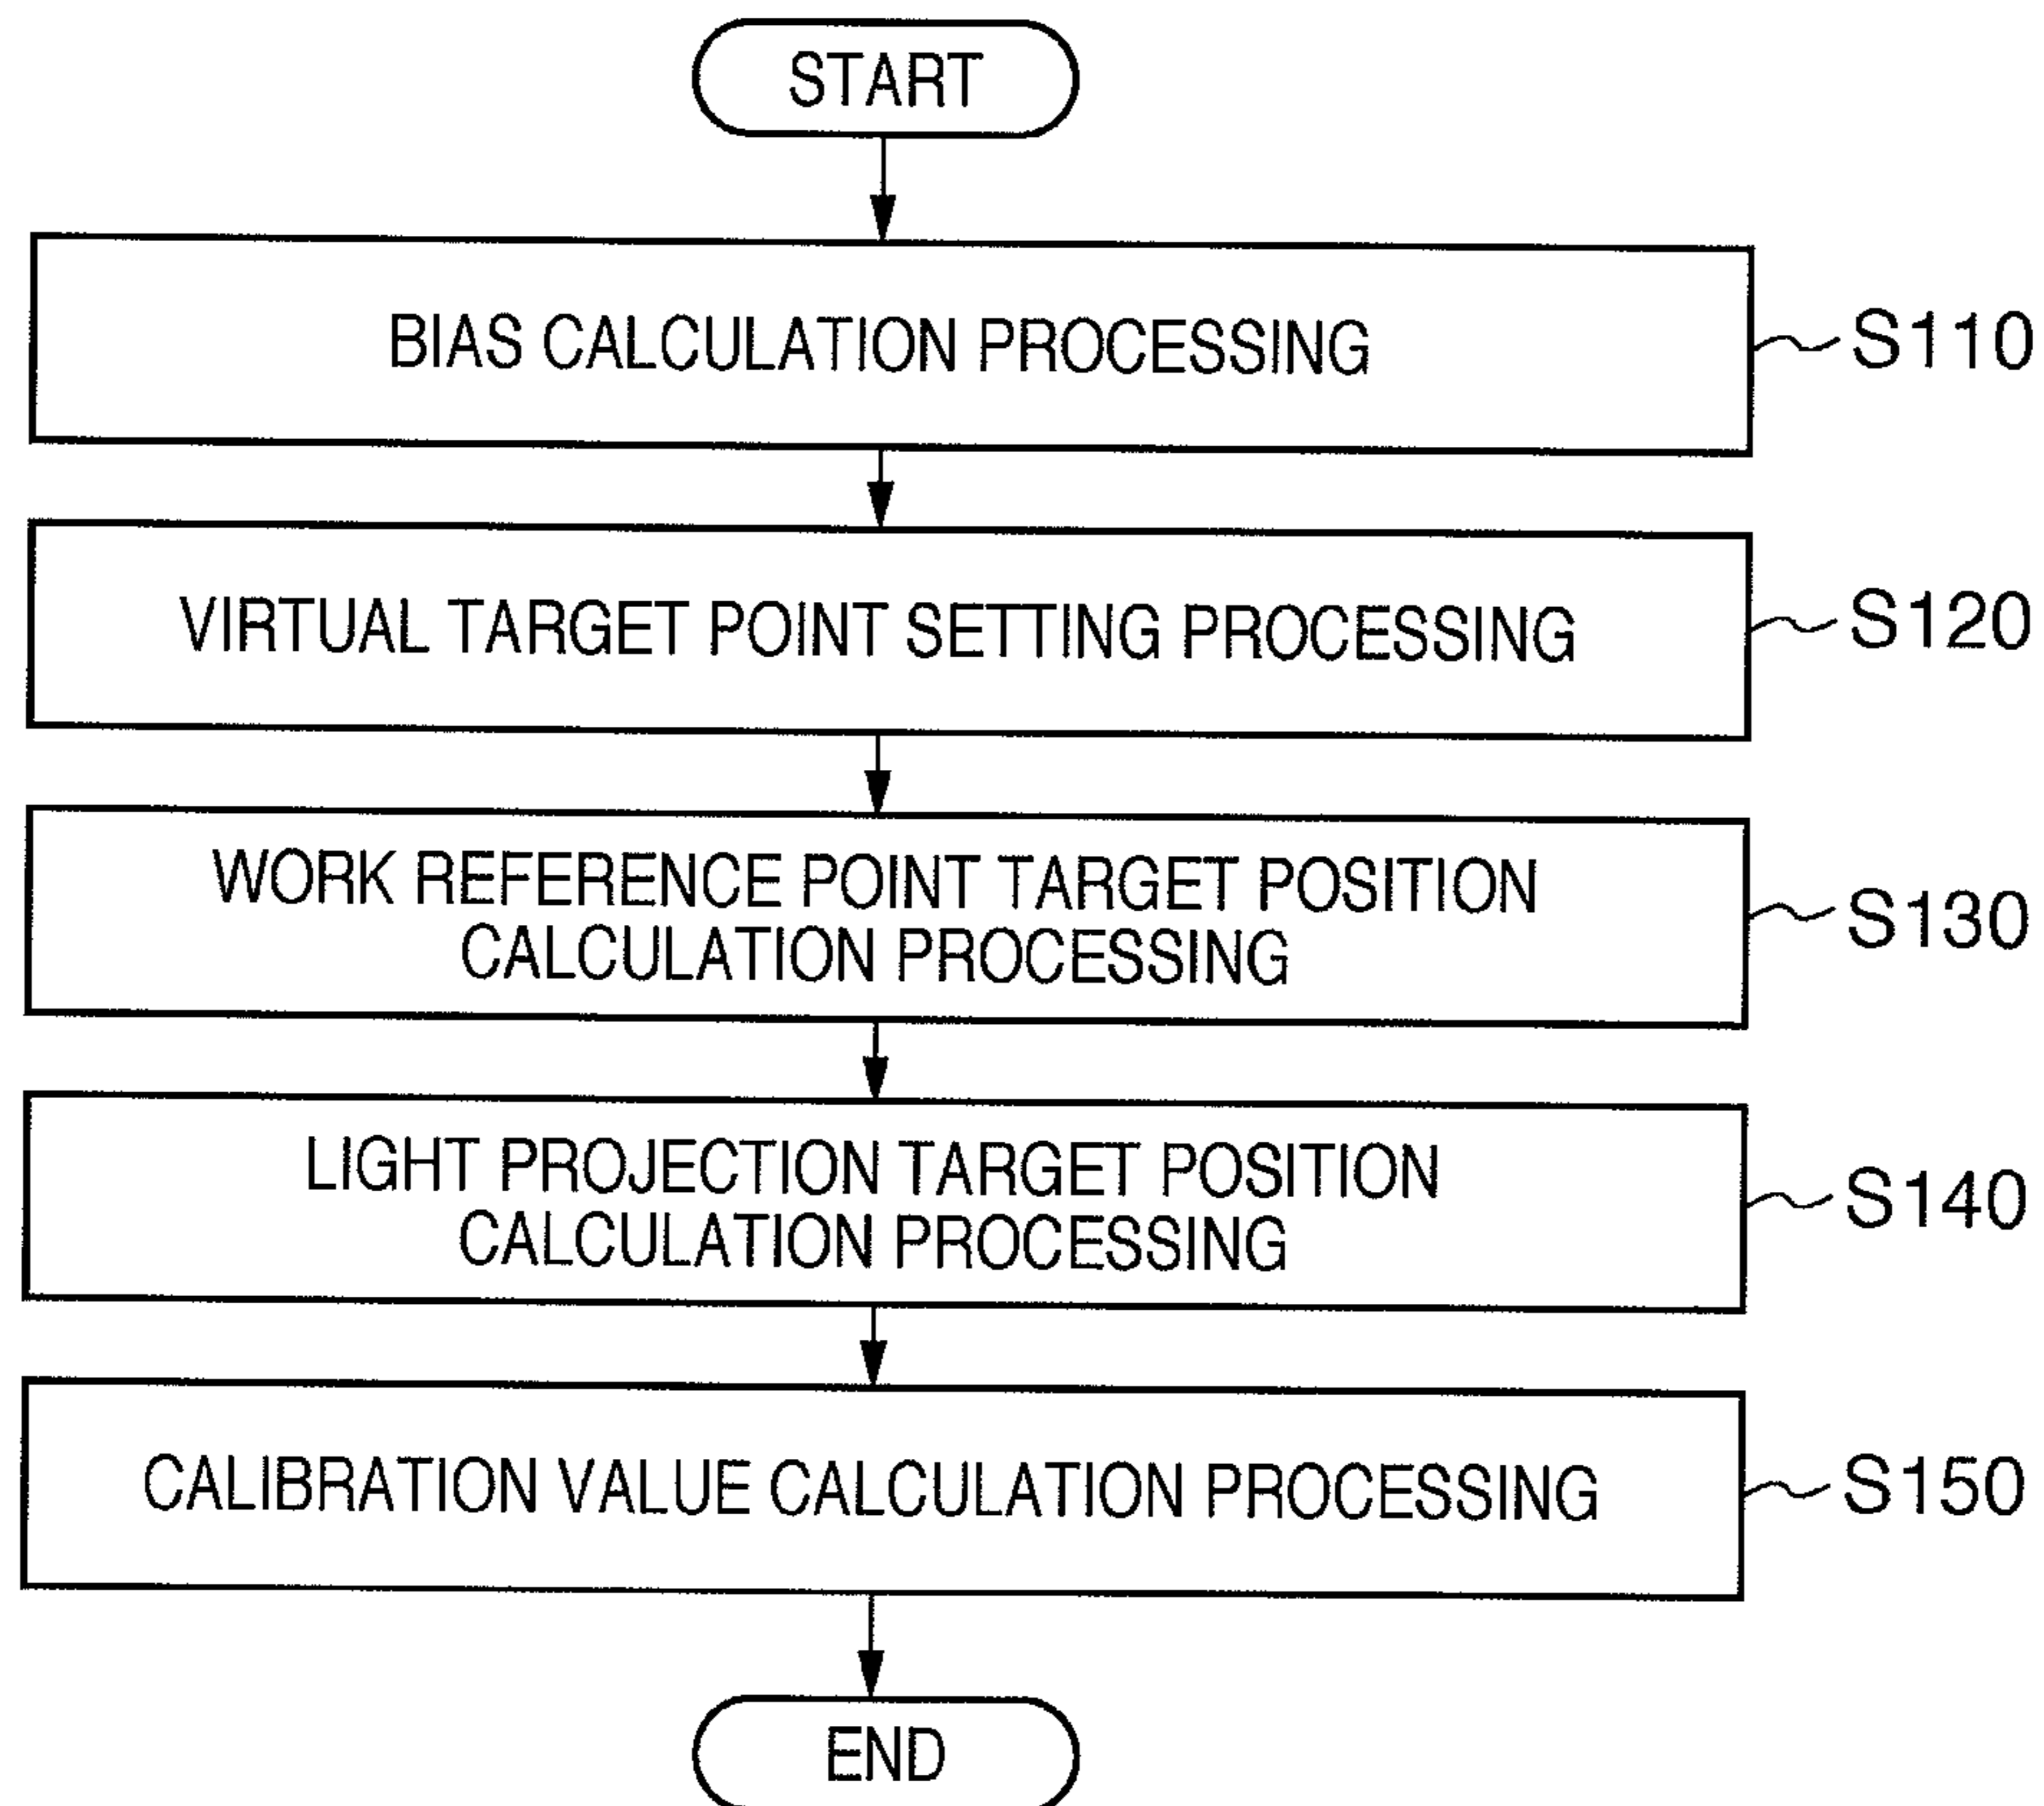 START
BIAS CALCULATION PROCESSING
S110
VIRTUAL TARGET POINT SETTING PROCESSING
S120
WORK REFERENCE POINT TARGET POSITION
CALCULATION PROCESSING
S130
LIGHT PROJECTION TARGET POSITION
CALCULATION PROCESSING
S140
CALIBRATION VALUE CALCULATION PROCESSING
S150
END